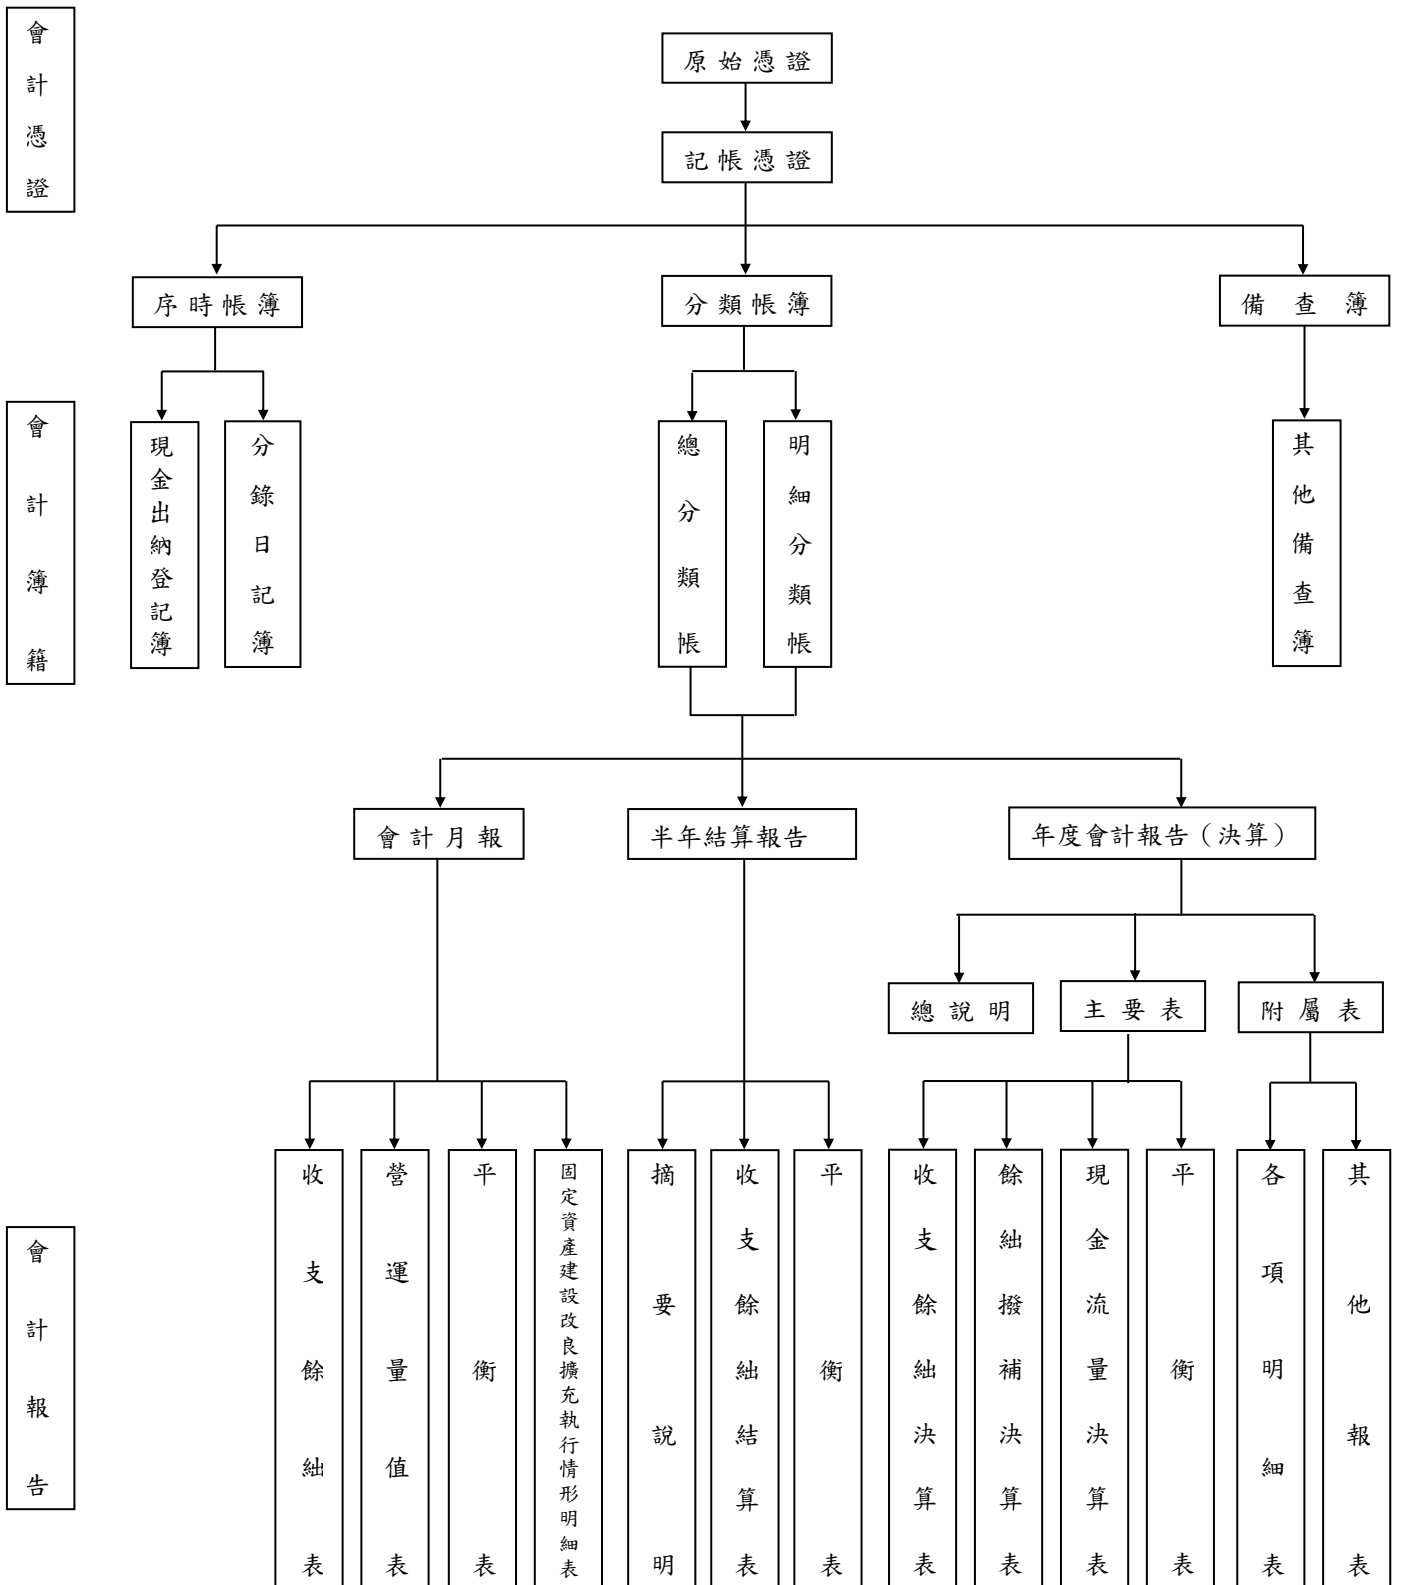 會計憑證
原始憑證
記帳憑證
序時帳簿
分類帳簿
備查簿
會計簿籍
現金出納登記簿
分錄日記簿
總分類帳
明細分類帳
其他備查簿
會計月報
半年結算報告
年度會計報告（決算）
總說明
主要表
附屬表
會計報告
收支餘絀表
營運量值表
平衡表
固定資產建設改良擴充執行情形明細表
摘要說明
收支餘絀結算表
平衡表
收支餘絀決算表
餘絀撥補決算表
現金流量決算表
平衡表
各項明細表
其他報表